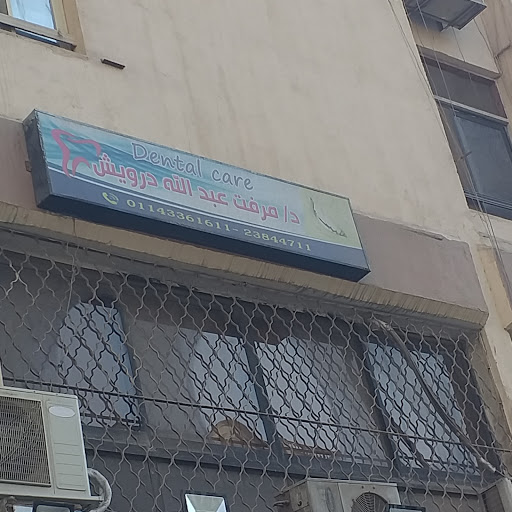 Dental care
د/ مرفت عبد الله درويش
01143361611- 23844711